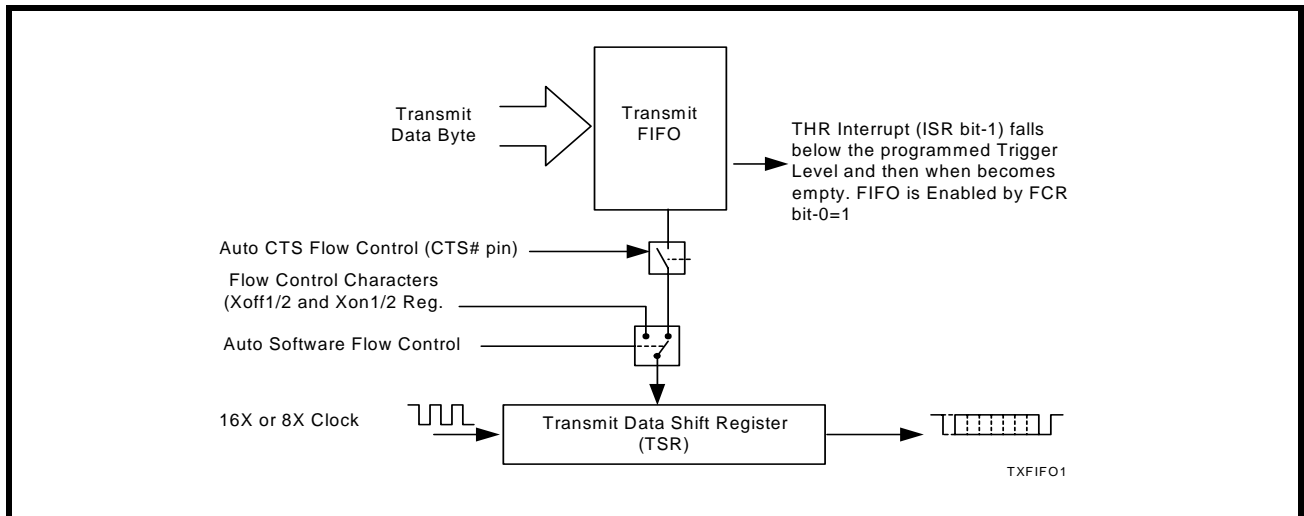 Transmit
Data Byte
Transmit
FIFO
THR Interrupt (ISR bit-1) falls
below the programmed Trigger
Level and then when becomes
empty. FIFO is Enabled by FCR
bit-0=1
Auto CTS Flow Control (CTS# pin)
Flow Control Characters
(Xoff1/2 and Xon1/2 Reg.
Auto Software Flow Control
16X or 8X Clock
Transmit Data Shift Register
(TSR)
TXFIFO1